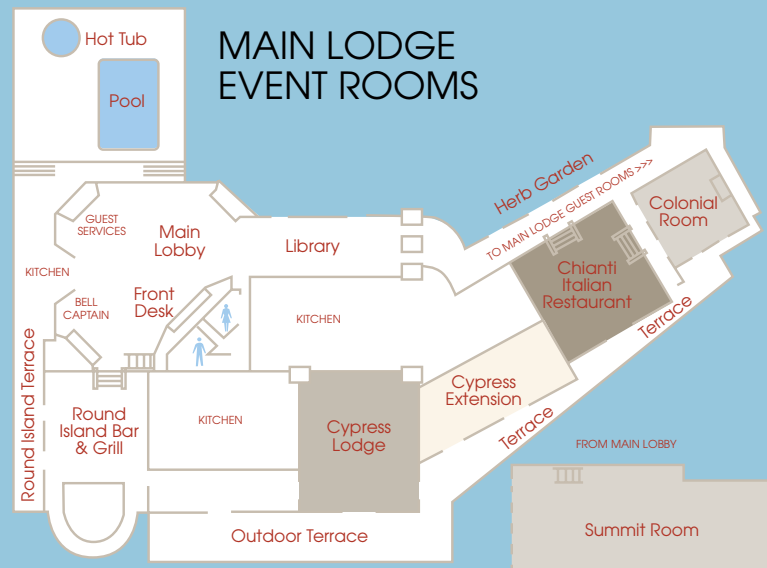 MAIN LODGE
EVENT ROOMS
Hot Tub
Pool
Herb Garden
TO MAIN LODGE GUEST ROOMS >>>
Colonial
Room
GUEST
SERVICES
Main
Lobby
Library
KITCHEN
Chianti
Italian
Restaurant
BELL
CAPTAIN
Front
Desk
KITCHEN
Terrace
Round Island Terrace
Cypress
Extension
Round
Island Bar
& Grill
KITCHEN
Cypress
Lodge
Terrace
FROM MAIN LOBBY
Outdoor Terrace
Summit Room